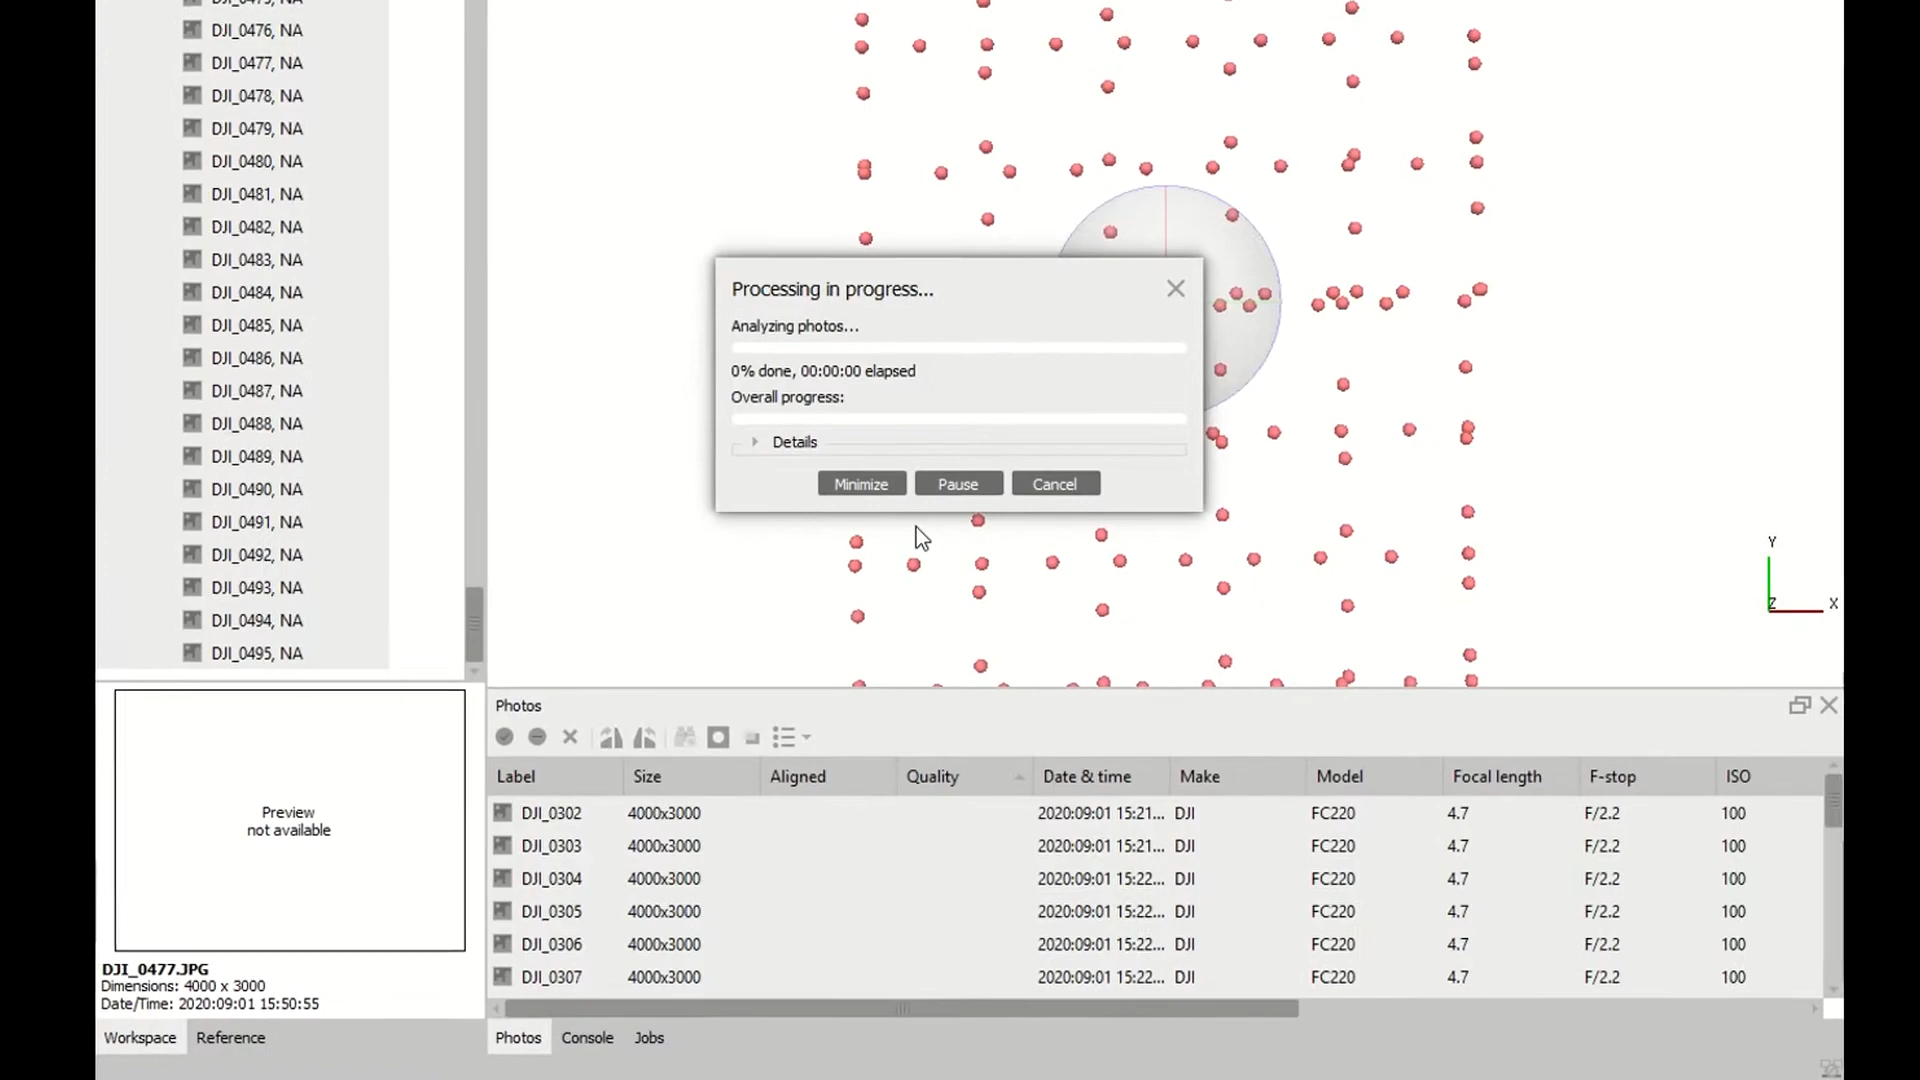 DJI_0476, NA
DJI_0477, NA
DJI_0478, NA
DJI_0479, NA
DJI_0480, NA
DJI_0481, NA
DJI_0482, NA
DJI_0483, NA
DJI_0484, NA
DJI_0485, NA
DJI_0486, NA
DJI_0487, NA
DJI_0488, NA
DJI_0489, NA
DJI_0490, NA
DJI_0491, NA
DJI_0492, NA
DJI_0493, NA
DJI_0494, NA
DJI_0495, NA
Processing in progress...
Analyzing photos...
0% done, 00:00:00 elapsed
Overall progress:
Details
Minimize Pause Cancel
Y
Z X
Preview
not available
DJI_0477.JPG
Dimensions: 4000 x 3000
Date/Time: 2020:09:01 15:50:55
Workspace Reference
Photos
Label Size Aligned Quality Date & time Make Model Focal length F-stop ISO
DJI_0302 4000x3000 2020:09:01 15:21... DJI FC220 4.7 F/2.2 100
DJI_0303 4000x3000 2020:09:01 15:21... DJI FC220 4.7 F/2.2 100
DJI_0304 4000x3000 2020:09:01 15:22... DJI FC220 4.7 F/2.2 100
DJI_0305 4000x3000 2020:09:01 15:22... DJI FC220 4.7 F/2.2 100
DJI_0306 4000x3000 2020:09:01 15:22... DJI FC220 4.7 F/2.2 100
DJI_0307 4000x3000 2020:09:01 15:22... DJI FC220 4.7 F/2.2 100
Photos Console Jobs